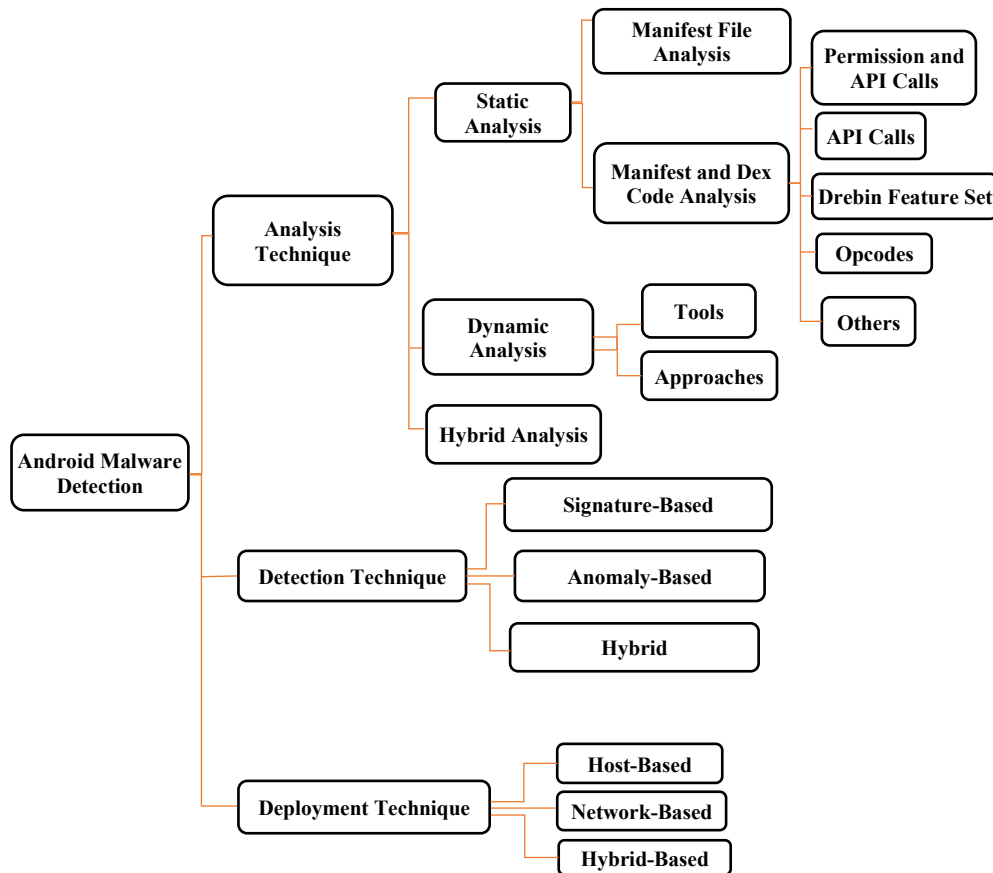 Manifest File
Analysis
Permission and
API Calls
Static
Analysis
API Calls
Manifest and Dex
Code Analysis
Drebin Feature Set
Analysis
Technique
Opcodes
Tools
Others
Dynamic
Analysis
Approaches
Hybrid Analysis
Android Malware
Detection
Signature-Based
Detection Technique
Anomaly-Based
Hybrid
Host-Based
Deployment Technique
Network-Based
Hybrid-Based